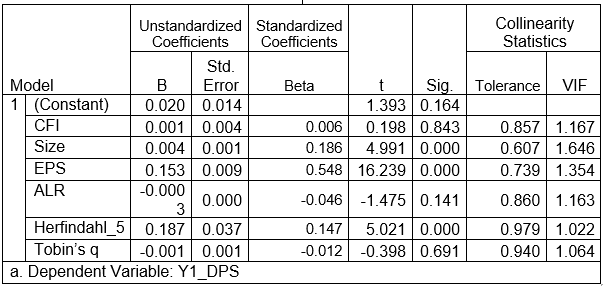 Model Unstandardized Coefficients Standardized Coefficients t Sig. Collinearity Statistics
B Std. Error Beta Tolerance VIF
1 (Constant) 0.020 0.014 1.393 0.164
CFI 0.001 0.004 0.006 0.198 0.843 0.857 1.167
Size 0.004 0.001 0.186 4.991 0.000 0.607 1.646
EPS 0.153 0.009 0.548 16.239 0.000 0.739 1.354
ALR -0.0003 0.000 -0.046 -1.475 0.141 0.860 1.163
Herfindahl_5 0.187 0.037 0.147 5.021 0.000 0.979 1.022
Tobin's q -0.001 0.001 -0.012 -0.398 0.691 0.940 1.064
a. Dependent Variable: Y1_DPS